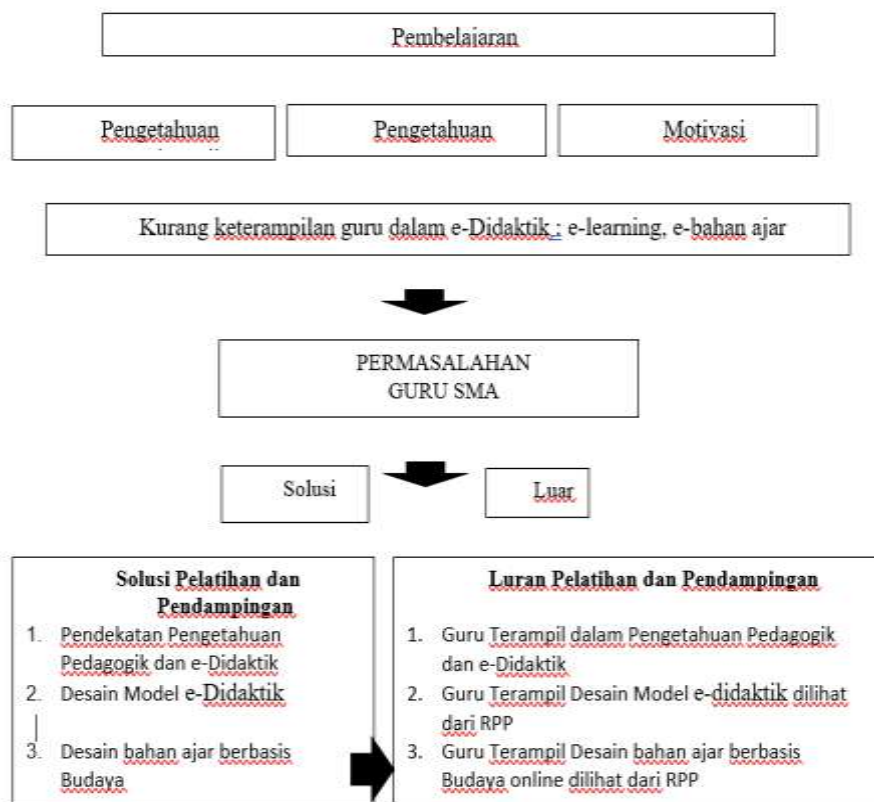 Pembelajaran
Pengetahuan
Pengetahuan
Motivasi
Kurang keterampilan guru dalam e-Didaktik : e-learning, e-bahan ajar
PERMASALAHAN
GURU SMA
Solusi
Luar
Solusi Pelatihan dan
Pendampingan
1. Pendekatan Pengetahuan
Pedagogik dan e-Didaktik
2. Desain Model e-Didaktik
3. Desain bahan ajar berbasis
Budaya
Luran Pelatihan dan Pendampingan
1. Guru Terampil dalam Pengetahuan Pedagogik
dan e-Didaktik
2. Guru Terampil Desain Model e-didaktik dilihat
dari RPP
3. Guru Terampil Desain bahan ajar berbasis
Budaya online dilihat dari RPP